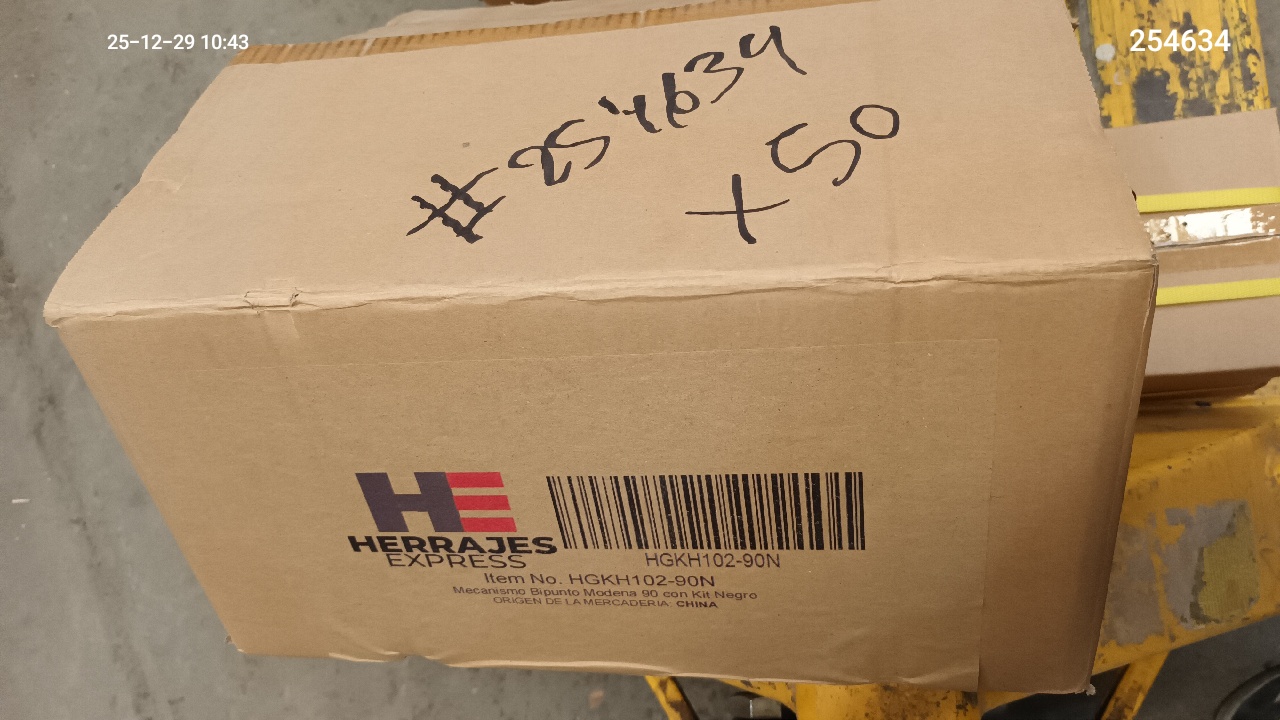 25-12-29 10:43
254634
#254634
+50
HE
HERRAJES
EXPRESS
HGKH102-90N
Item No. HGKH102-90N
Mecanismo Bipunto Modena 90 con Kit Negro
ORIGEN DE LA MERCADERIA: CHINA